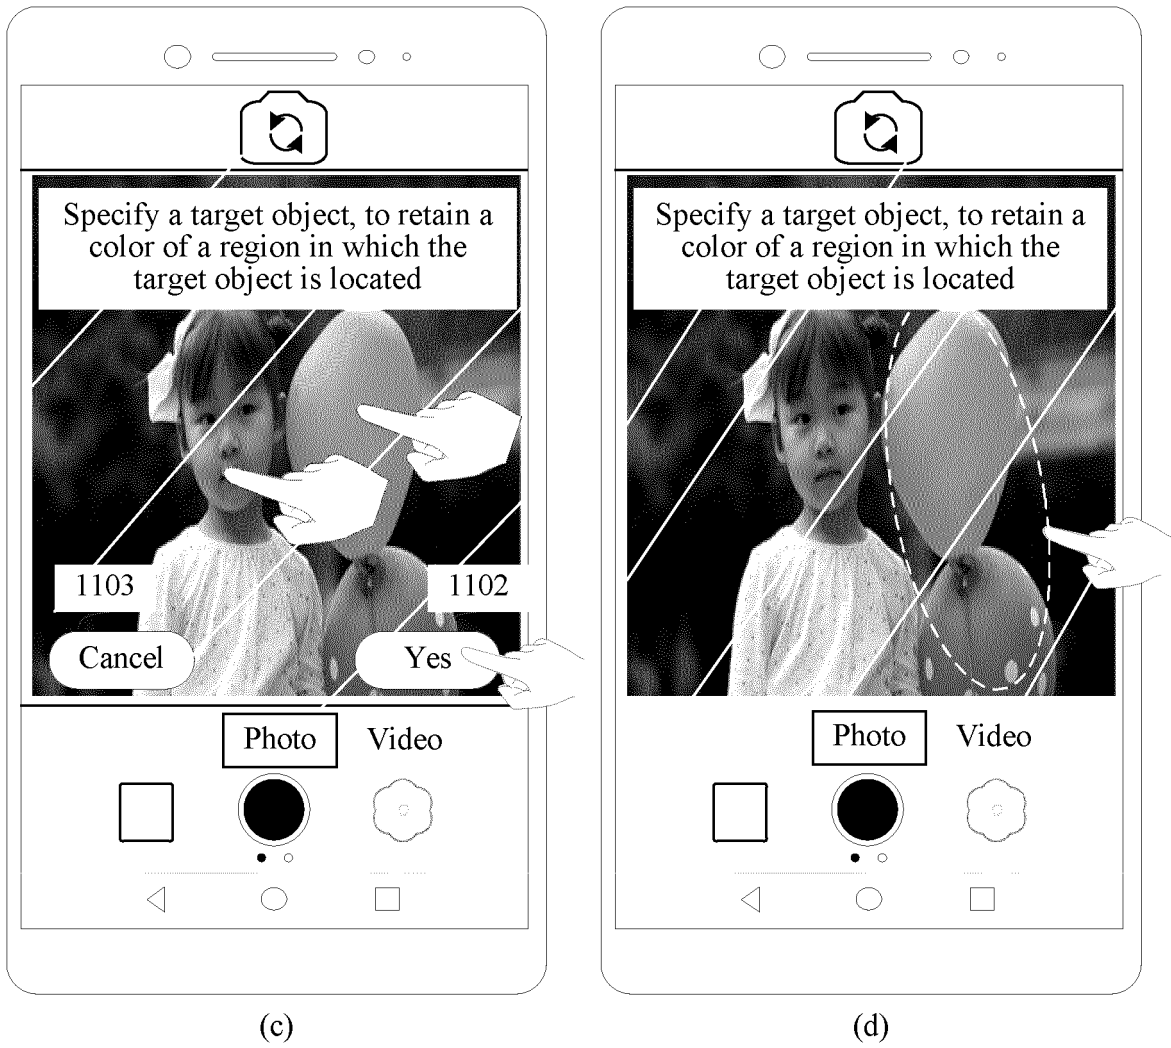 Specify a target object, to retain a
color of a region in which the
target object is located
1103
1102
Cancel
Yes
Photo
Video
(c)
Specify a target object, to retain a
color of a region in which the
target object is located
Photo
Video
(d)